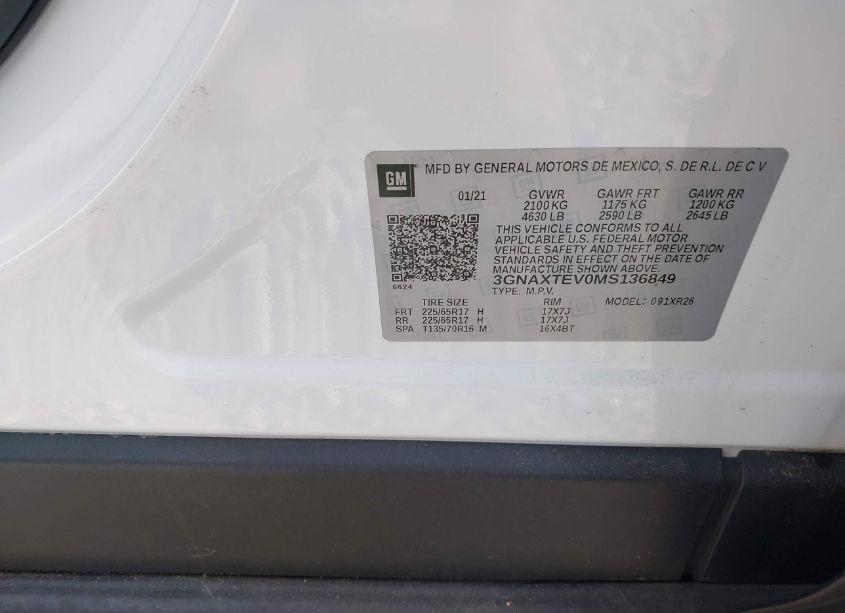 GM
MFD BY GENERAL MOTORS DE MEXICO, S. DE R.L. DE C.V
01/21 GVWR GAWR FRT GAWR RR
2100 KG 1175 KG 1200 KG
4630 LB 2590 LB 2645 LB
THIS VEHICLE CONFORMS TO ALL
APPLICABLE U.S. FEDERAL MOTOR
VEHICLE SAFETY AND THEFT PREVENTION
STANDARDS IN EFFECT ON THE DATE OF
MANUFACTURE SHOWN ABOVE.
6624
3GNAXTEV0MS136849
TYPE: M.P.V.
TIRE SIZE RIM MODEL: 091XR26
FRT 225/65R17 H 17X7J
RR 225/65R17 H 17X7J
SPA T135/70R16 M 16X4BT